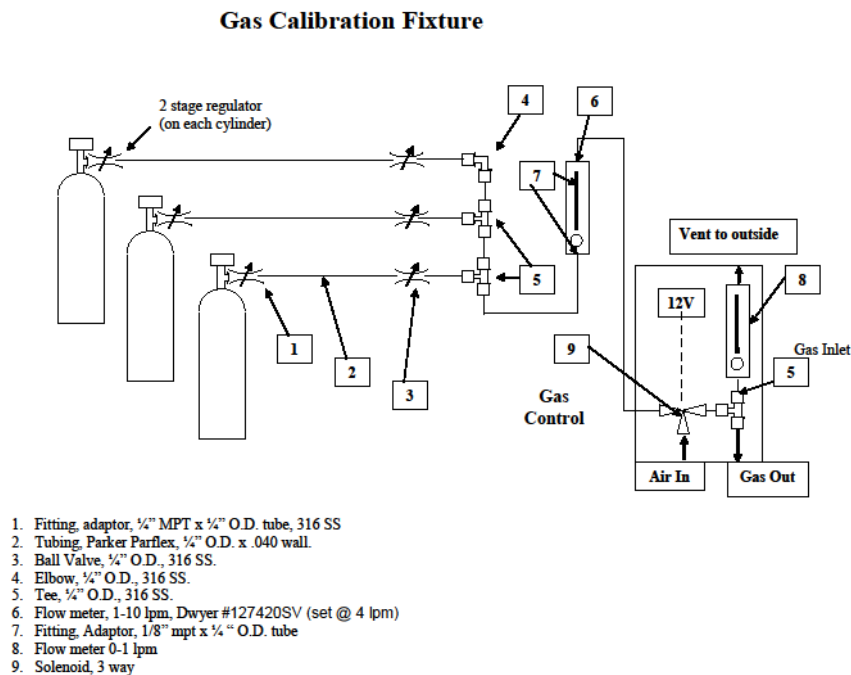 Gas Calibration Fixture
2 stage regulator
(on each cylinder)
4
6
7
Vent to outside
5
12V
8
1
9
Gas Inlet
2
5
3
Gas
Control
Air In
Gas Out
1. Fitting, adaptor, ¼” MPT x ¼” O.D. tube, 316 SS
2. Tubing, Parker Parflex, ¼” O.D. x .040 wall.
3. Ball Valve, ¼” O.D., 316 SS.
4. Elbow, ¼” O.D., 316 SS.
5. Tee, ¼” O.D., 316 SS.
6. Flow meter, 1-10 lpm, Dwyer #127420SV (set @ 4 lpm)
7. Fitting, Adaptor, 1/8” mpt x ¼ “ O.D. tube
8. Flow meter 0-1 lpm
9. Solenoid, 3 way